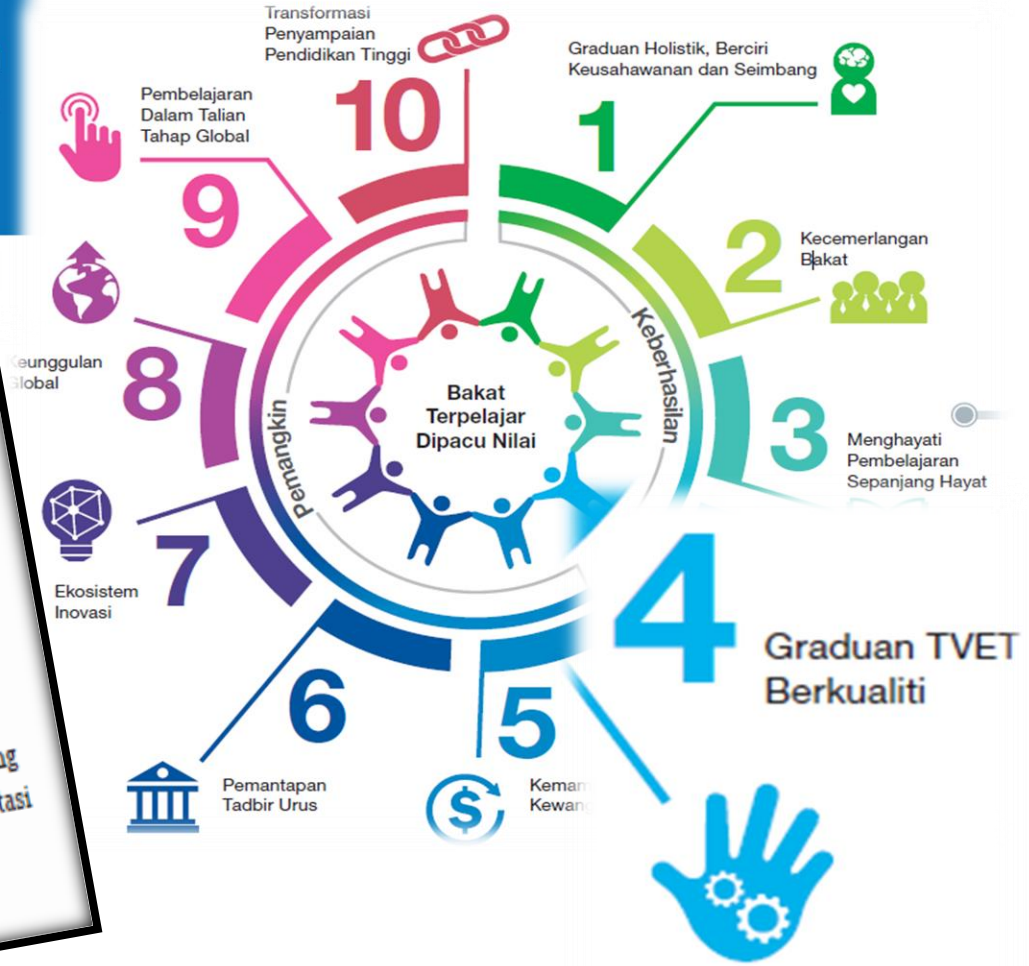 Transformasi
Penyampaian
Pendidikan Tinggi
10
Graduan Holistik, Berciri
Keusahawanan dan Seimbang
1
Kecemerlangan
Bakat
2
3
Menghayati
Pembelajaran
Sepanjang Hayat
4
Graduan TVET
Berkualiti
5
Kemam
Kewang
6
Pemantapan
Tadbir Urus
7
Ekosistem
Inovasi
8
Keunggulan
Global
9
Pembelajaran
Dalam Talian
Tahap Global
Pemangkin
Keberhasilan
Bakat
Terpelajar
Dipacu Nilai
$